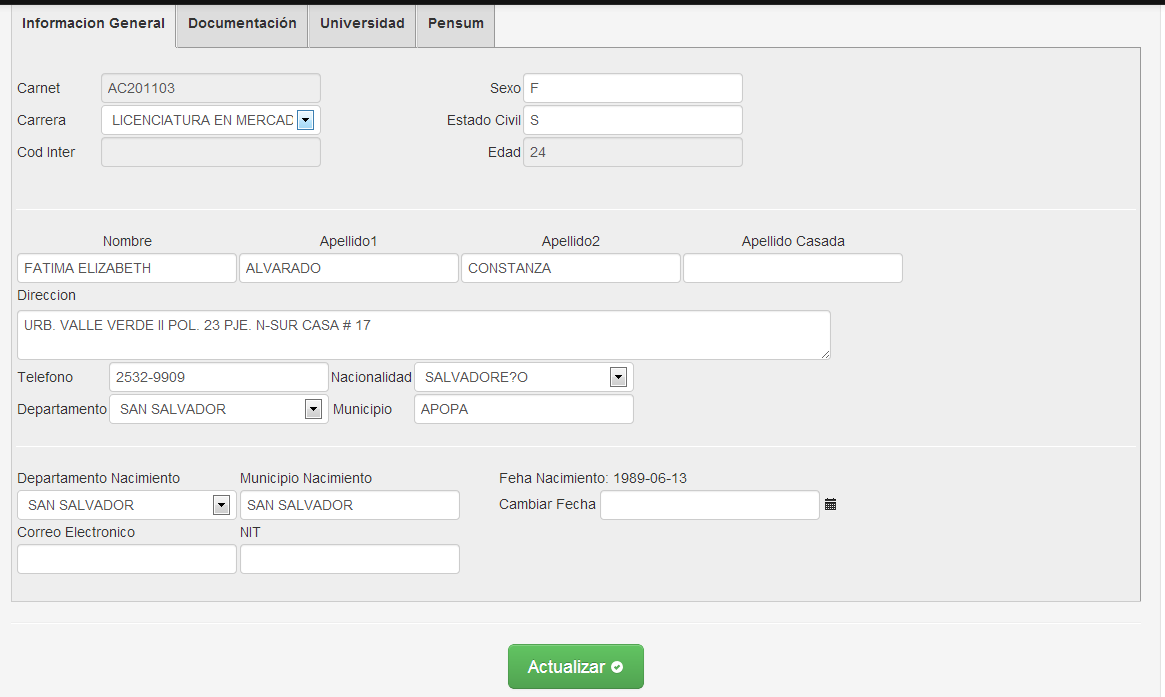 Informacion General Documentación Universidad Pensum
Carnet AC201103 Sexo F
Carrera LICENCIATURA EN MERCAD Estado Civil S
Cod Inter Edad 24
Nombre Apellido1 Apellido2 Apellido Casada
FATIMA ELIZABETH ALVARADO CONSTANZA
Direccion
URB. VALLE VERDE II POL. 23 PJE. N-SUR CASA # 17
Telefono 2532-9909 Nacionalidad SALVADORE?O
Departamento SAN SALVADOR Municipio APOPA
Departamento Nacimiento Municipio Nacimiento Feha Nacimiento: 1989-06-13
SAN SALVADOR SAN SALVADOR Cambiar Fecha
Correo Electronico NIT
Actualizar